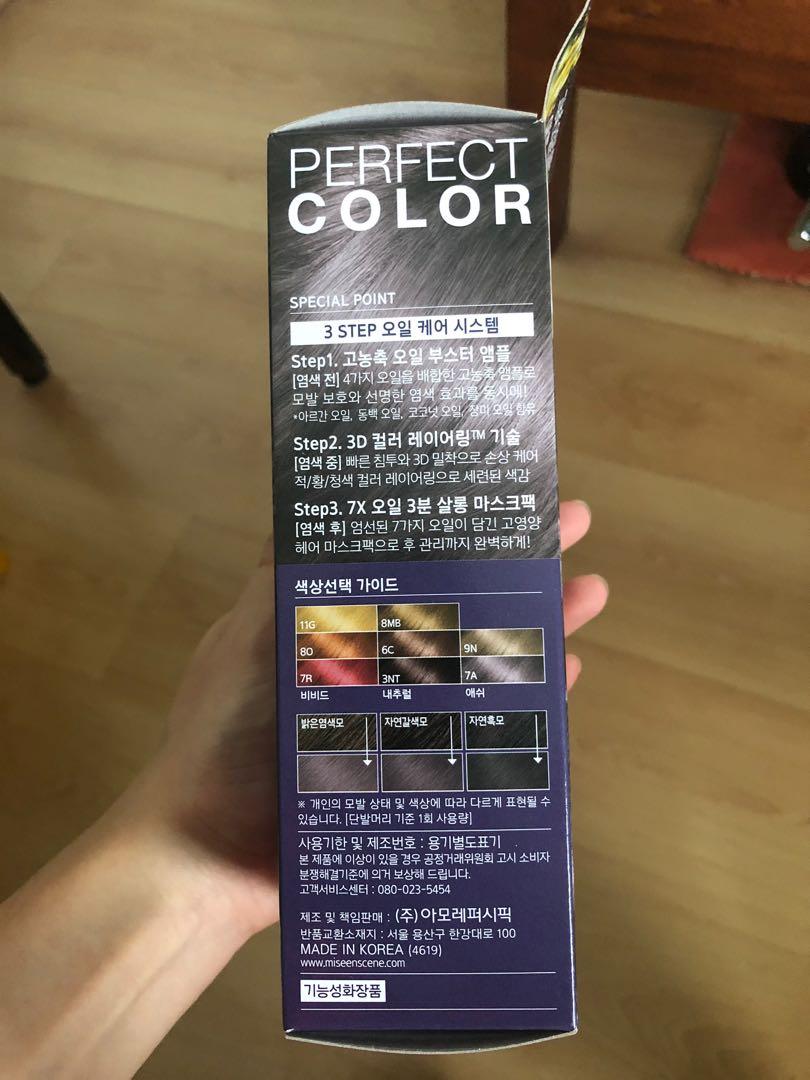 PERFECT
COLOR
SPECIAL POINT
3 STEP 오일 케어 시스템
Step1. 고농축 오일 부스터 앰플
[염색 전] 4가지 오일을 배합한 고농축 앰플로
모발 보호와 선명한 염색 효과를 동시에!
*아르간 오일, 동백 오일, 코코넛 오일, 장미 오일 함유
Step2. 3D 컬러 레이어링™ 기술
[염색 중] 빠른 침투와 3D 밀착으로 손상 케어
적/황/청색 컬러 레이어링으로 세련된 색감
Step3. 7X 오일 3분 살롱 마스크팩
[염색 후] 엄선된 7가지 오일이 담긴 고영양
헤어 마스크팩으로 후 관리까지 완벽하게!
색상선택 가이드
11G 8MB
8O 6C 9N
7R 3NT 7A
비비드 내추럴 애쉬
밝은염색모 자연갈색모 자연흑모
※ 개인의 모발 상태 및 색상에 따라 다르게 표현될 수
있습니다. [단발머리 기준 1회 사용량]
사용기한 및 제조번호 : 용기별도표기
본 제품에 이상이 있을 경우 공정거래위원회 고시 소비자
분쟁해결기준에 의거 보상해 드립니다.
고객서비스센터 : 080-023-5454
제조 및 책임판매 : (주)아모레퍼시픽
반품교환소재지 : 서울 용산구 한강대로 100
MADE IN KOREA (4619)
www.miseenscene.com
기능성화장품